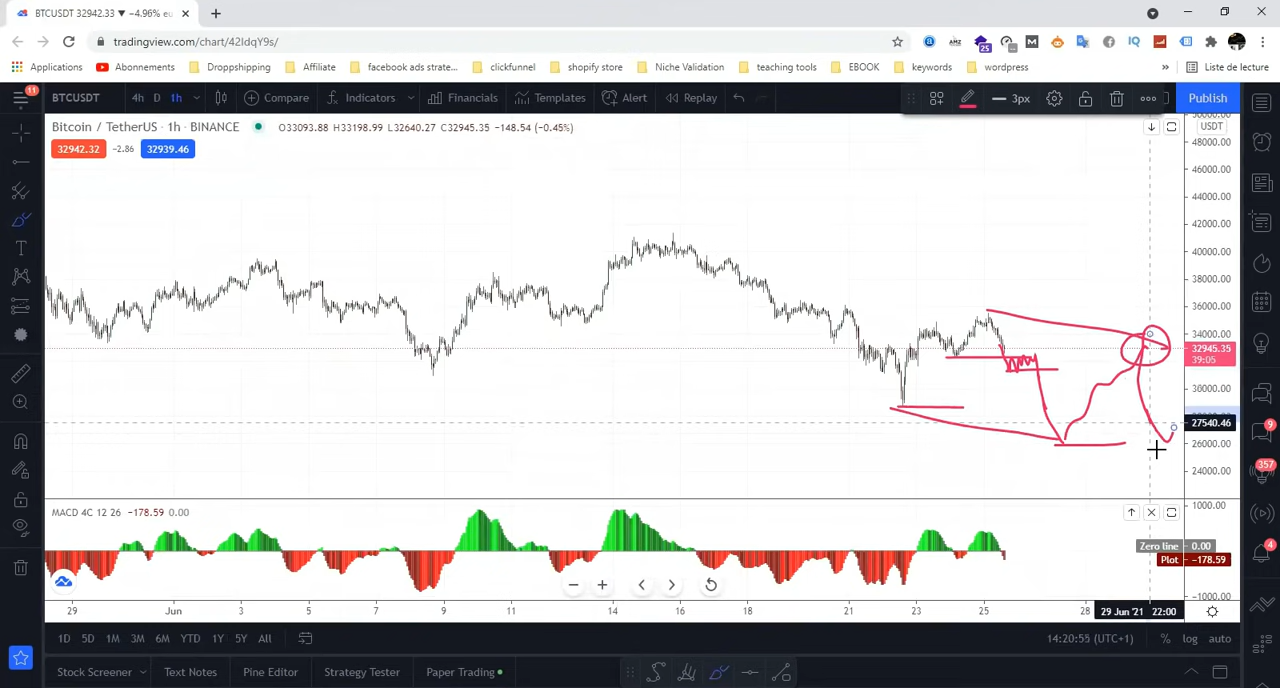 BTCUSDT 32942.33 ▼ −4.96% eu
tradingview.com/chart/42IdqY9s/
Applications Abonnements Droppshipping Affiliate facebook ads strate... clickfunnel shopify store Niche Validation teaching tools EBOOK keywords wordpress » Liste de lecture
25
11 BTCUSDT 4h D 1h Compare Indicators Financials Templates Alert Replay 3px Publish
Bitcoin / TetherUS · 1h · BINANCE O33093.88 H33198.99 L32640.27 C32945.35 −148.54 (−0.45%)
32942.32 −2.86 32939.46
USDT
50000.00
48000.00
46000.00
44000.00
42000.00
40000.00
38000.00
36000.00
34000.00
32945.35
39:05
30000.00
27540.46
26000.00
24000.00
9
357
4
MACD 4C 12 26 −178.59 0.00
1000.00
Zero line 0.00
Plot −178.59
−1000.00
29 Jun 3 5 7 9 11 14 16 18 21 23 25 28 29 Jun '21 22:00
1D 5D 1M 3M 6M YTD 1Y 5Y All 14:20:55 (UTC+1) % log auto
Stock Screener Text Notes Pine Editor Strategy Tester Paper Trading